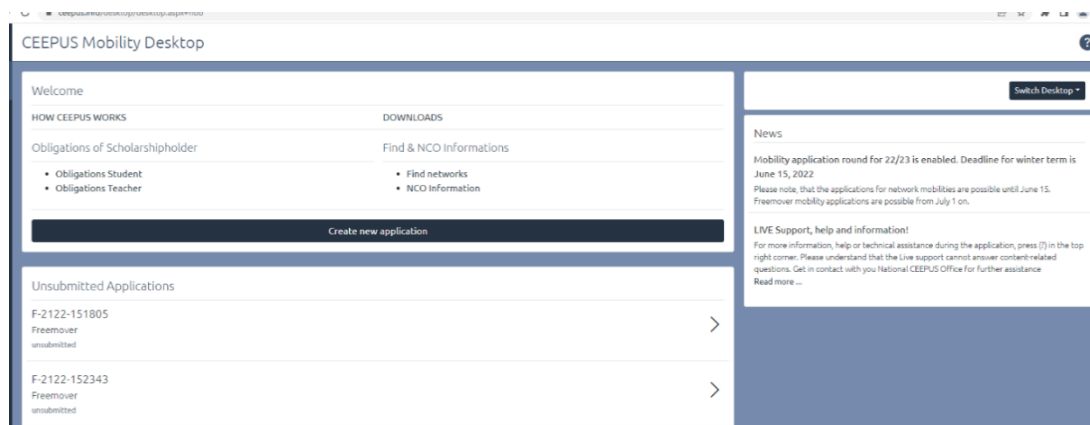 CEEPUS Mobility Desktop
Welcome
HOW CEEPUS WORKS
DOWNLOADS
Obligations of Scholarshipholder
Find & NCO Informations
• Obligations Student
• Obligations Teacher
• Find networks
• NCO Information
Create new application
Unsubmitted Applications
F-2122-151805
Freemover
unsubmitted
F-2122-152343
Freemover
unsubmitted
Switch Desktop
News
Mobility application round for 22/23 is enabled. Deadline for winter term is
June 15, 2022
Please note, that the applications for network mobilities are possible until June 15.
Freemover mobility applications are possible from July 1 on.
LIVE Support, help and information!
For more information, help or technical assistance during the application, press (?) in the top
right corner. Please understand that the Live support cannot answer content-related
questions. Get in contact with you National CEEPUS Office for further assistance
Read more ...